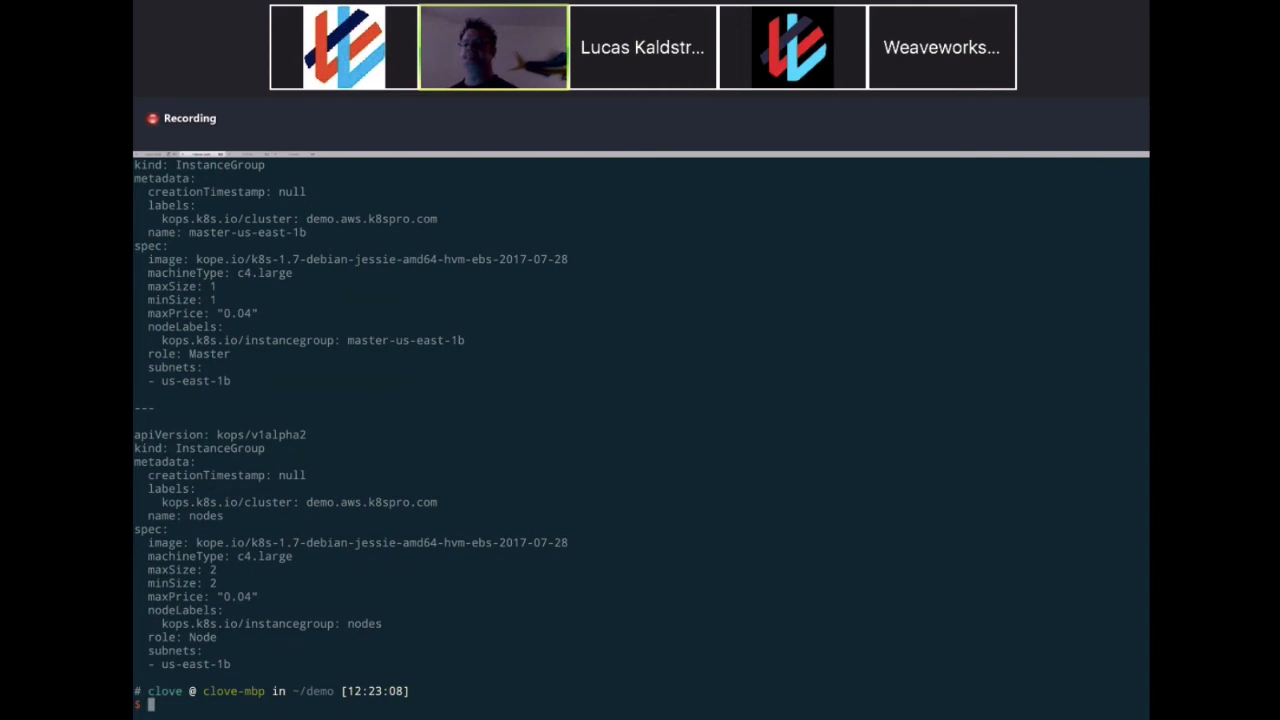 Lucas Kaldstr...
Weaveworks...
Recording
kind: InstanceGroup
metadata:
  creationTimestamp: null
  labels:
    kops.k8s.io/cluster: demo.aws.k8spro.com
  name: master-us-east-1b
spec:
  image: kope.io/k8s-1.7-debian-jessie-amd64-hvm-ebs-2017-07-28
  machineType: c4.large
  maxSize: 1
  minSize: 1
  maxPrice: "0.04"
  nodeLabels:
    kops.k8s.io/instancegroup: master-us-east-1b
  role: Master
  subnets:
  - us-east-1b
---
apiVersion: kops/v1alpha2
kind: InstanceGroup
metadata:
  creationTimestamp: null
  labels:
    kops.k8s.io/cluster: demo.aws.k8spro.com
  name: nodes
spec:
  image: kope.io/k8s-1.7-debian-jessie-amd64-hvm-ebs-2017-07-28
  machineType: c4.large
  maxSize: 2
  minSize: 2
  maxPrice: "0.04"
  nodeLabels:
    kops.k8s.io/instancegroup: nodes
  role: Node
  subnets:
  - us-east-1b
# clove @ clove-mbp in ~/demo [12:23:08]
$